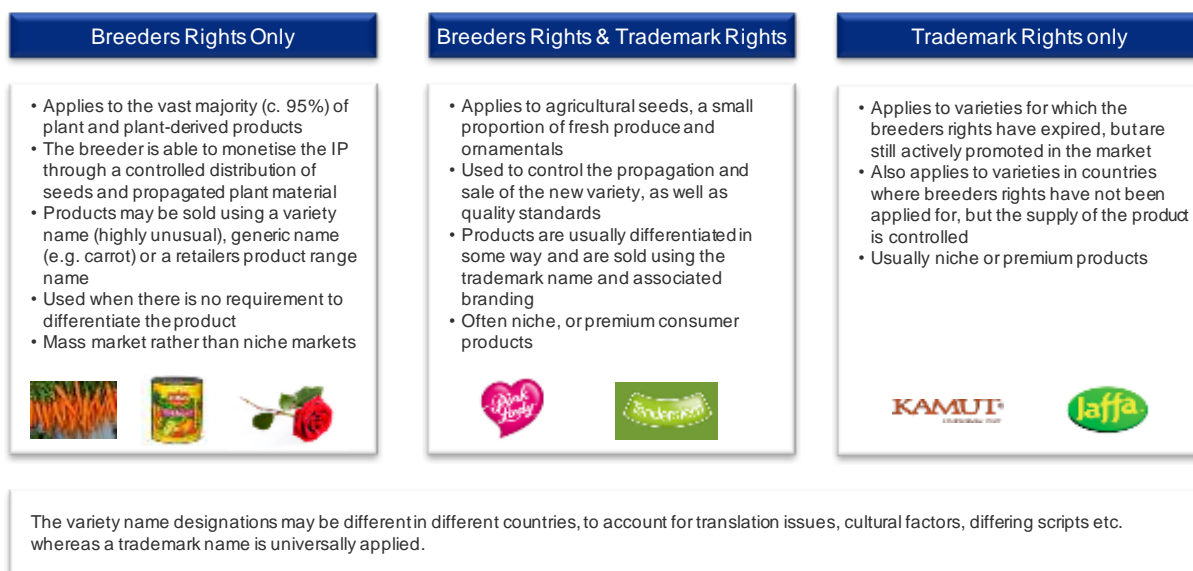 Breeders Rights Only
• Applies to the vast majority (c. 95%) of
plant and plant-derived products
• The breeder is able to monetise the IP
through a controlled distribution of
seeds and propagated plant material
• Products may be sold using a variety
name (highly unusual), generic name
(e.g. carrot) or a retailers product range
name
• Used when there is no requirement to
differentiate the product
• Mass market rather than niche markets
Breeders Rights & Trademark Rights
• Applies to agricultural seeds, a small
proportion of fresh produce and
ornamentals
• Used to control the propagation and
sale of the new variety, as well as
quality standards
• Products are usually differentiated in
some way and are sold using the
trademark name and associated
branding
• Often niche, or premium consumer
products
Pink
Lady
Tenderstem
Trademark Rights only
• Applies to varieties for which the
breeders rights have expired, but are
still actively promoted in the market
• Also applies to varieties in countries
where breeders rights have not been
applied for, but the supply of the product
is controlled
• Usually niche or premium products
KAMUT
Jaffa
The variety name designations may be different in different countries, to account for translation issues, cultural factors, differing scripts etc.
whereas a trademark name is universally applied.